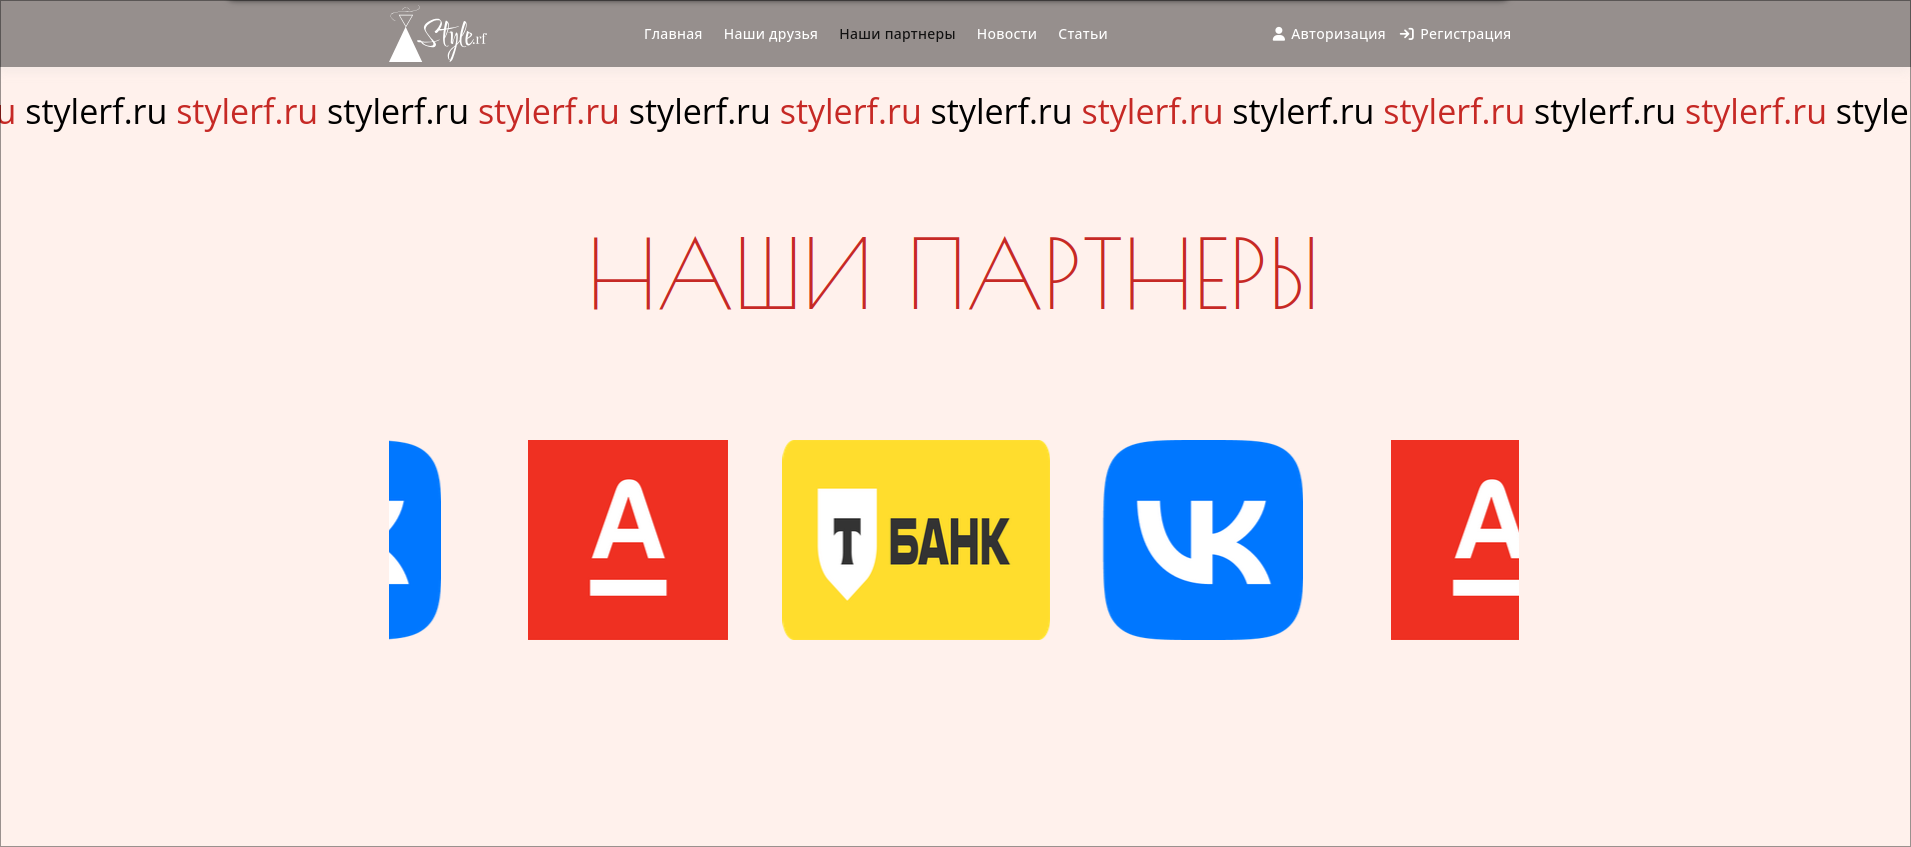 Style.rf
Главная Наши друзья Наши партнеры Новости Статьи Авторизация Регистрация
u stylerf.ru stylerf.ru stylerf.ru stylerf.ru stylerf.ru stylerf.ru stylerf.ru stylerf.ru stylerf.ru stylerf.ru stylerf.ru stylerf.ru style
НАШИ ПАРТНЕРЫ
К А Т БАНК VK А